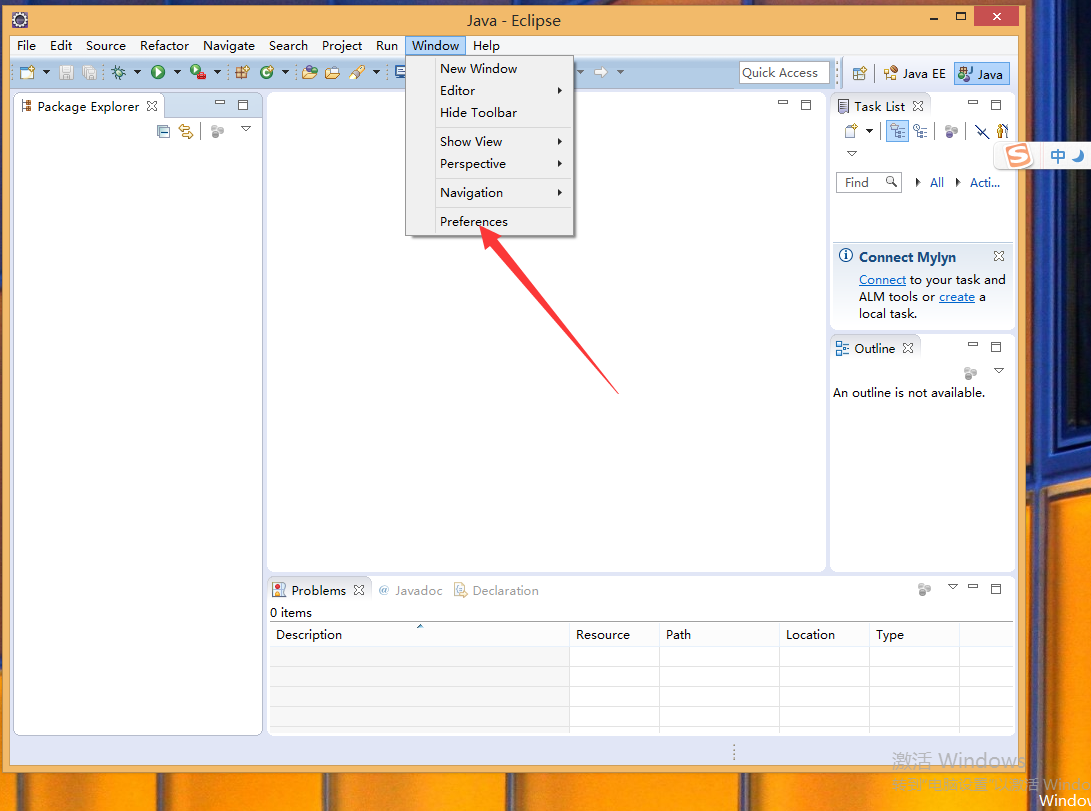 Java - Eclipse
File Edit Source Refactor Navigate Search Project Run Window Help
Quick Access
Java EE
Java
New Window
Editor
Hide Toolbar
Show View
Perspective
Navigation
Preferences
Package Explorer
Task List
Find
All
Acti...
中
Connect Mylyn
Connect to your task and
ALM tools or create a
local task.
Outline
An outline is not available.
Problems @ Javadoc Declaration
0 items
Description Resource Path Location Type
激活 Windows
Windo